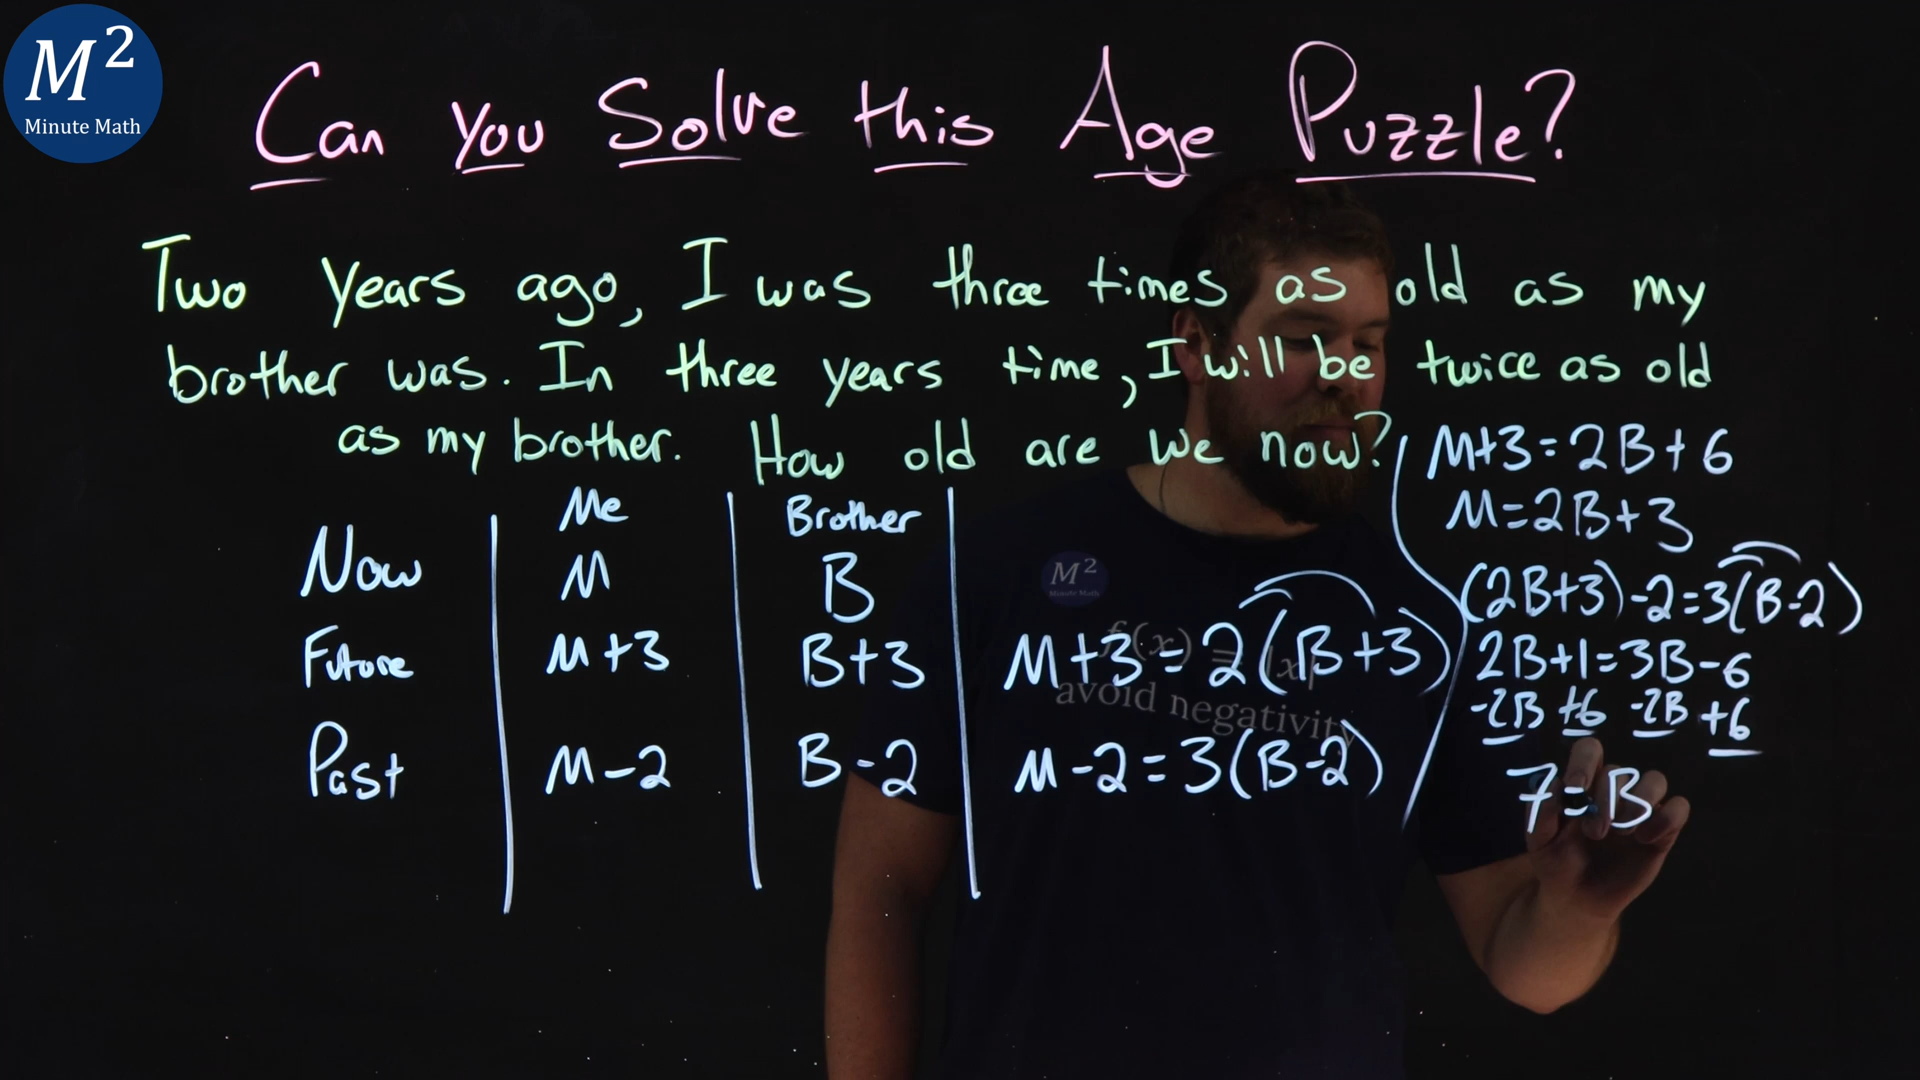 M²
Minute Math
Can You Solve this Age Puzzle?
Two Years ago, I was three times as old as my
brother was. In three years time, I will be twice as old
as my brother. How old are we now?
Me Brother
Now M B
Future M+3 B+3 M+3=2(B+3)
Past M-2 B-2 M-2=3(B-2)
M+3=2B+6
M=2B+3
(2B+3)-2=3(B-2)
2B+1=3B-6
-2B +6 -2B +6
7=B
M²
Minute Math
avoid negativity